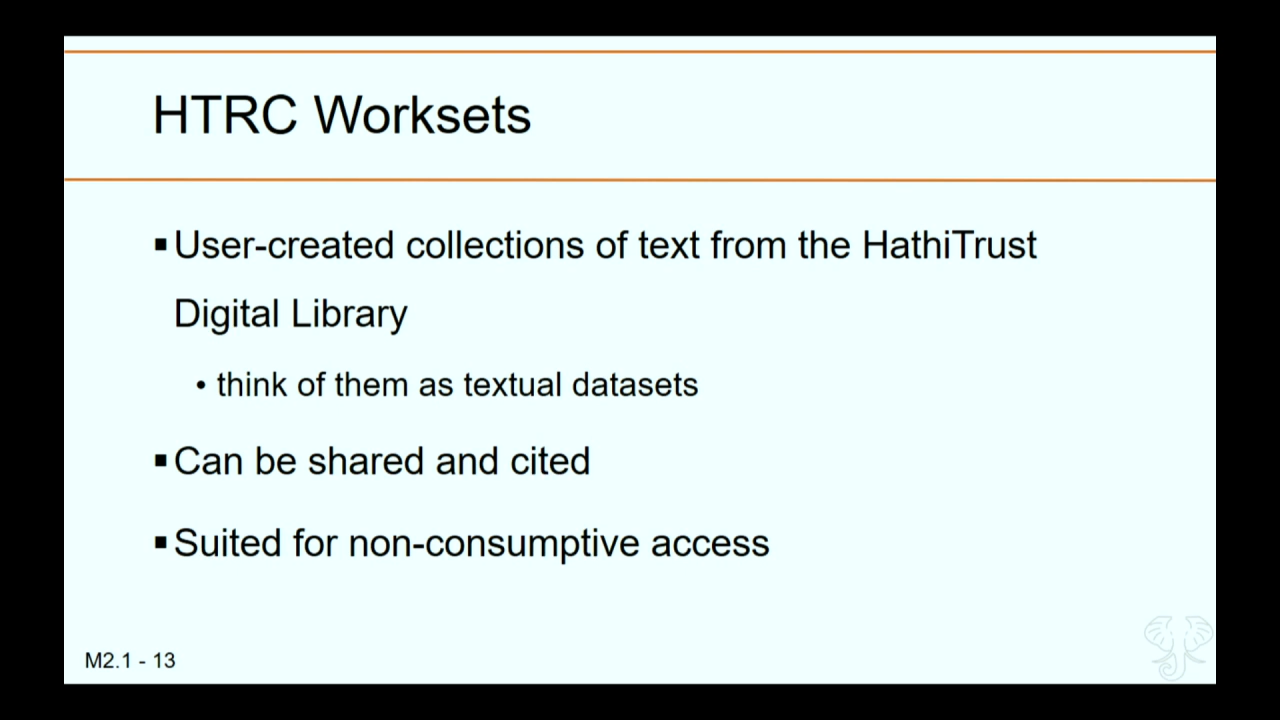 HTRC Worksets
▪ User-created collections of text from the HathiTrust
Digital Library
• think of them as textual datasets
▪ Can be shared and cited
▪ Suited for non-consumptive access
M2.1 - 13